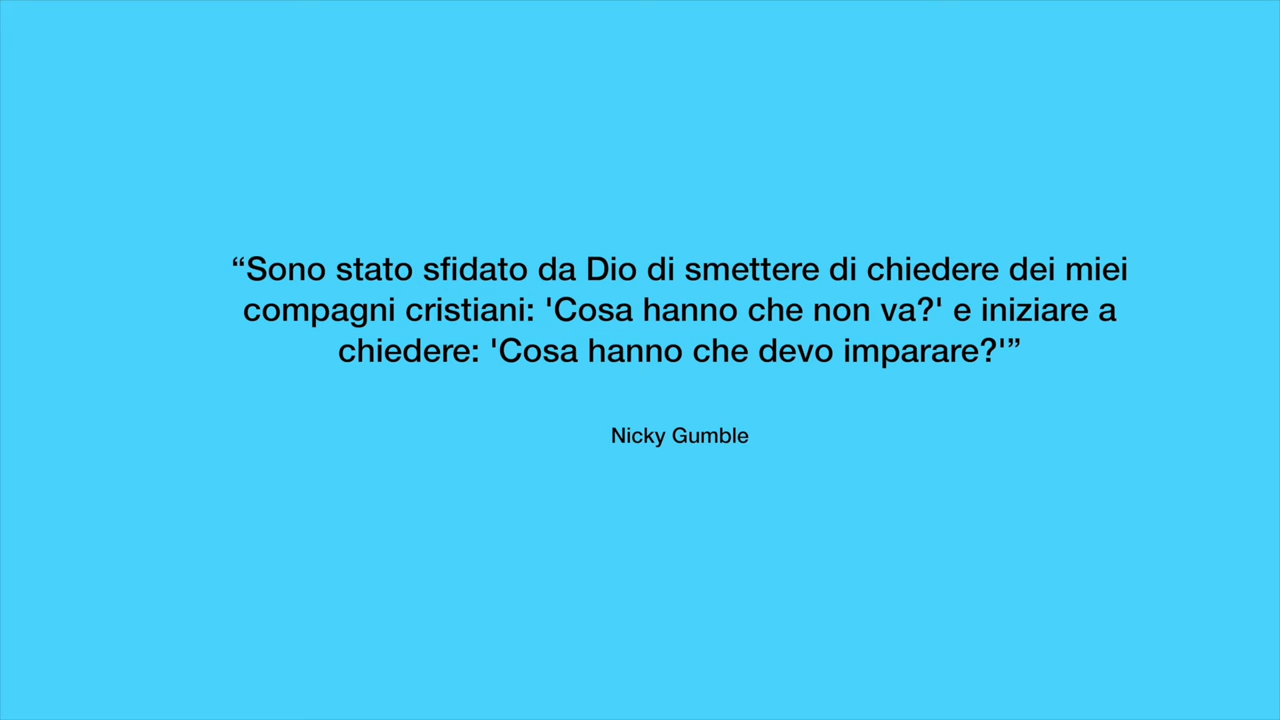 “Sono stato sfidato da Dio di smettere di chiedere dei miei
compagni cristiani: 'Cosa hanno che non va?' e iniziare a
chiedere: 'Cosa hanno che devo imparare?'”
Nicky Gumble